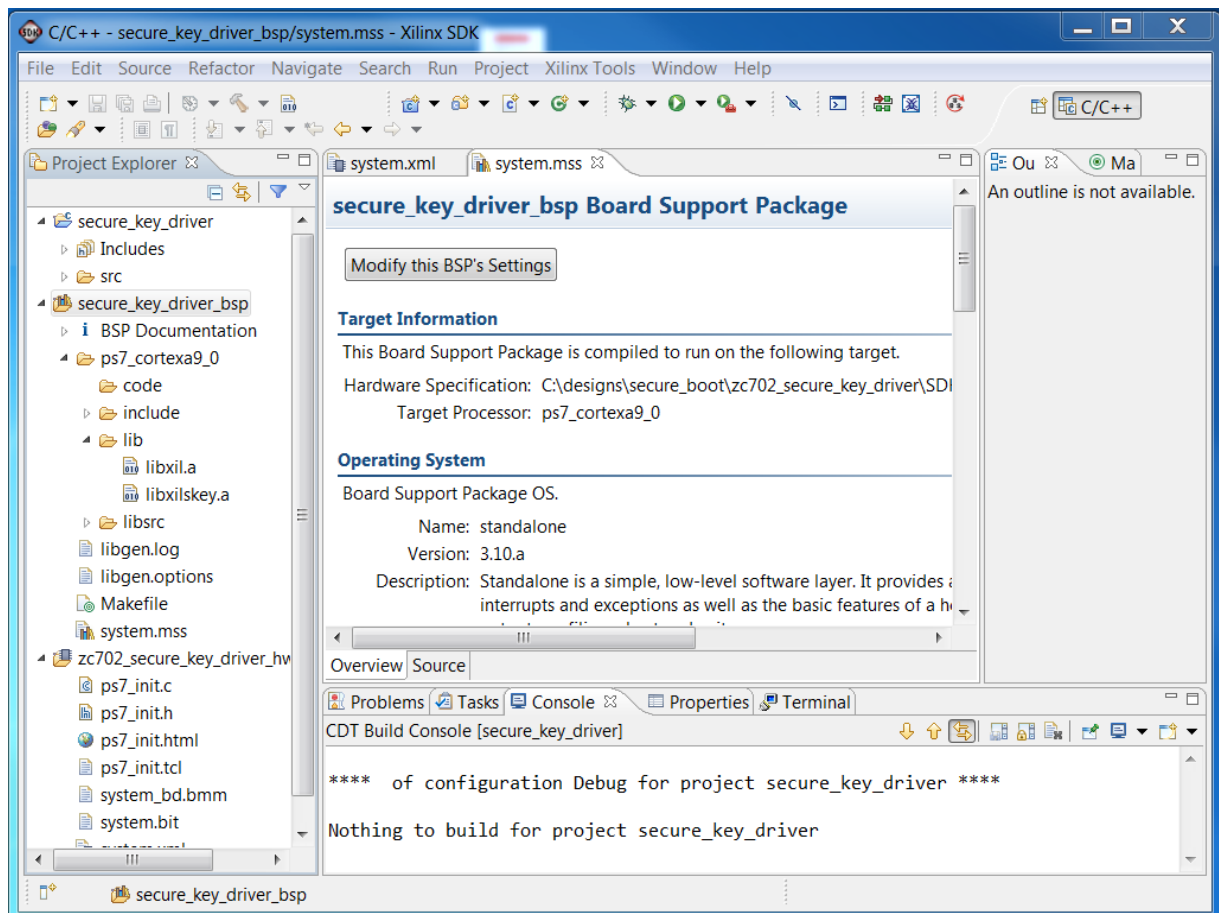 C/C++ - secure_key_driver_bsp/system.mss - Xilinx SDK
File Edit Source Refactor Navigate Search Run Project Xilinx Tools Window Help
C/C++
Project Explorer
secure_key_driver
Includes
src
secure_key_driver_bsp
BSP Documentation
ps7_cortexa9_0
code
include
lib
libxil.a
libxilskey.a
libsrc
libgen.log
libgen.options
Makefile
system.mss
zc702_secure_key_driver_hw
ps7_init.c
ps7_init.h
ps7_init.html
ps7_init.tcl
system_bd.bmm
system.bit
system.xml system.mss
secure_key_driver_bsp Board Support Package
Modify this BSP's Settings
Target Information
This Board Support Package is compiled to run on the following target.
Hardware Specification: C:\designs\secure_boot\zc702_secure_key_driver\SDK
Target Processor: ps7_cortexa9_0
Operating System
Board Support Package OS.
Name: standalone
Version: 3.10.a
Description: Standalone is a simple, low-level software layer. It provides
interrupts and exceptions as well as the basic features of a
Overview Source
Ou Ma
An outline is not available.
Problems Tasks Console Properties Terminal
CDT Build Console [secure_key_driver]
**** of configuration Debug for project secure_key_driver ****
Nothing to build for project secure_key_driver
secure_key_driver_bsp